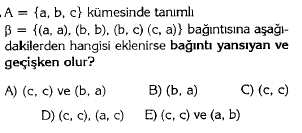 A = {a, b, c} kümesinde tanımlı
β = {(a, a), (b, b), (b, c) (c, a)} bağıntısına aşağı-
dakilerden hangisi eklenirse bağıntı yansıyan ve
geçişken olur?
A) (c, c) ve (b, a) B) (b, a) C) (c, c)
D) (c, c), (a, c) E) (c, c) ve (a, b)